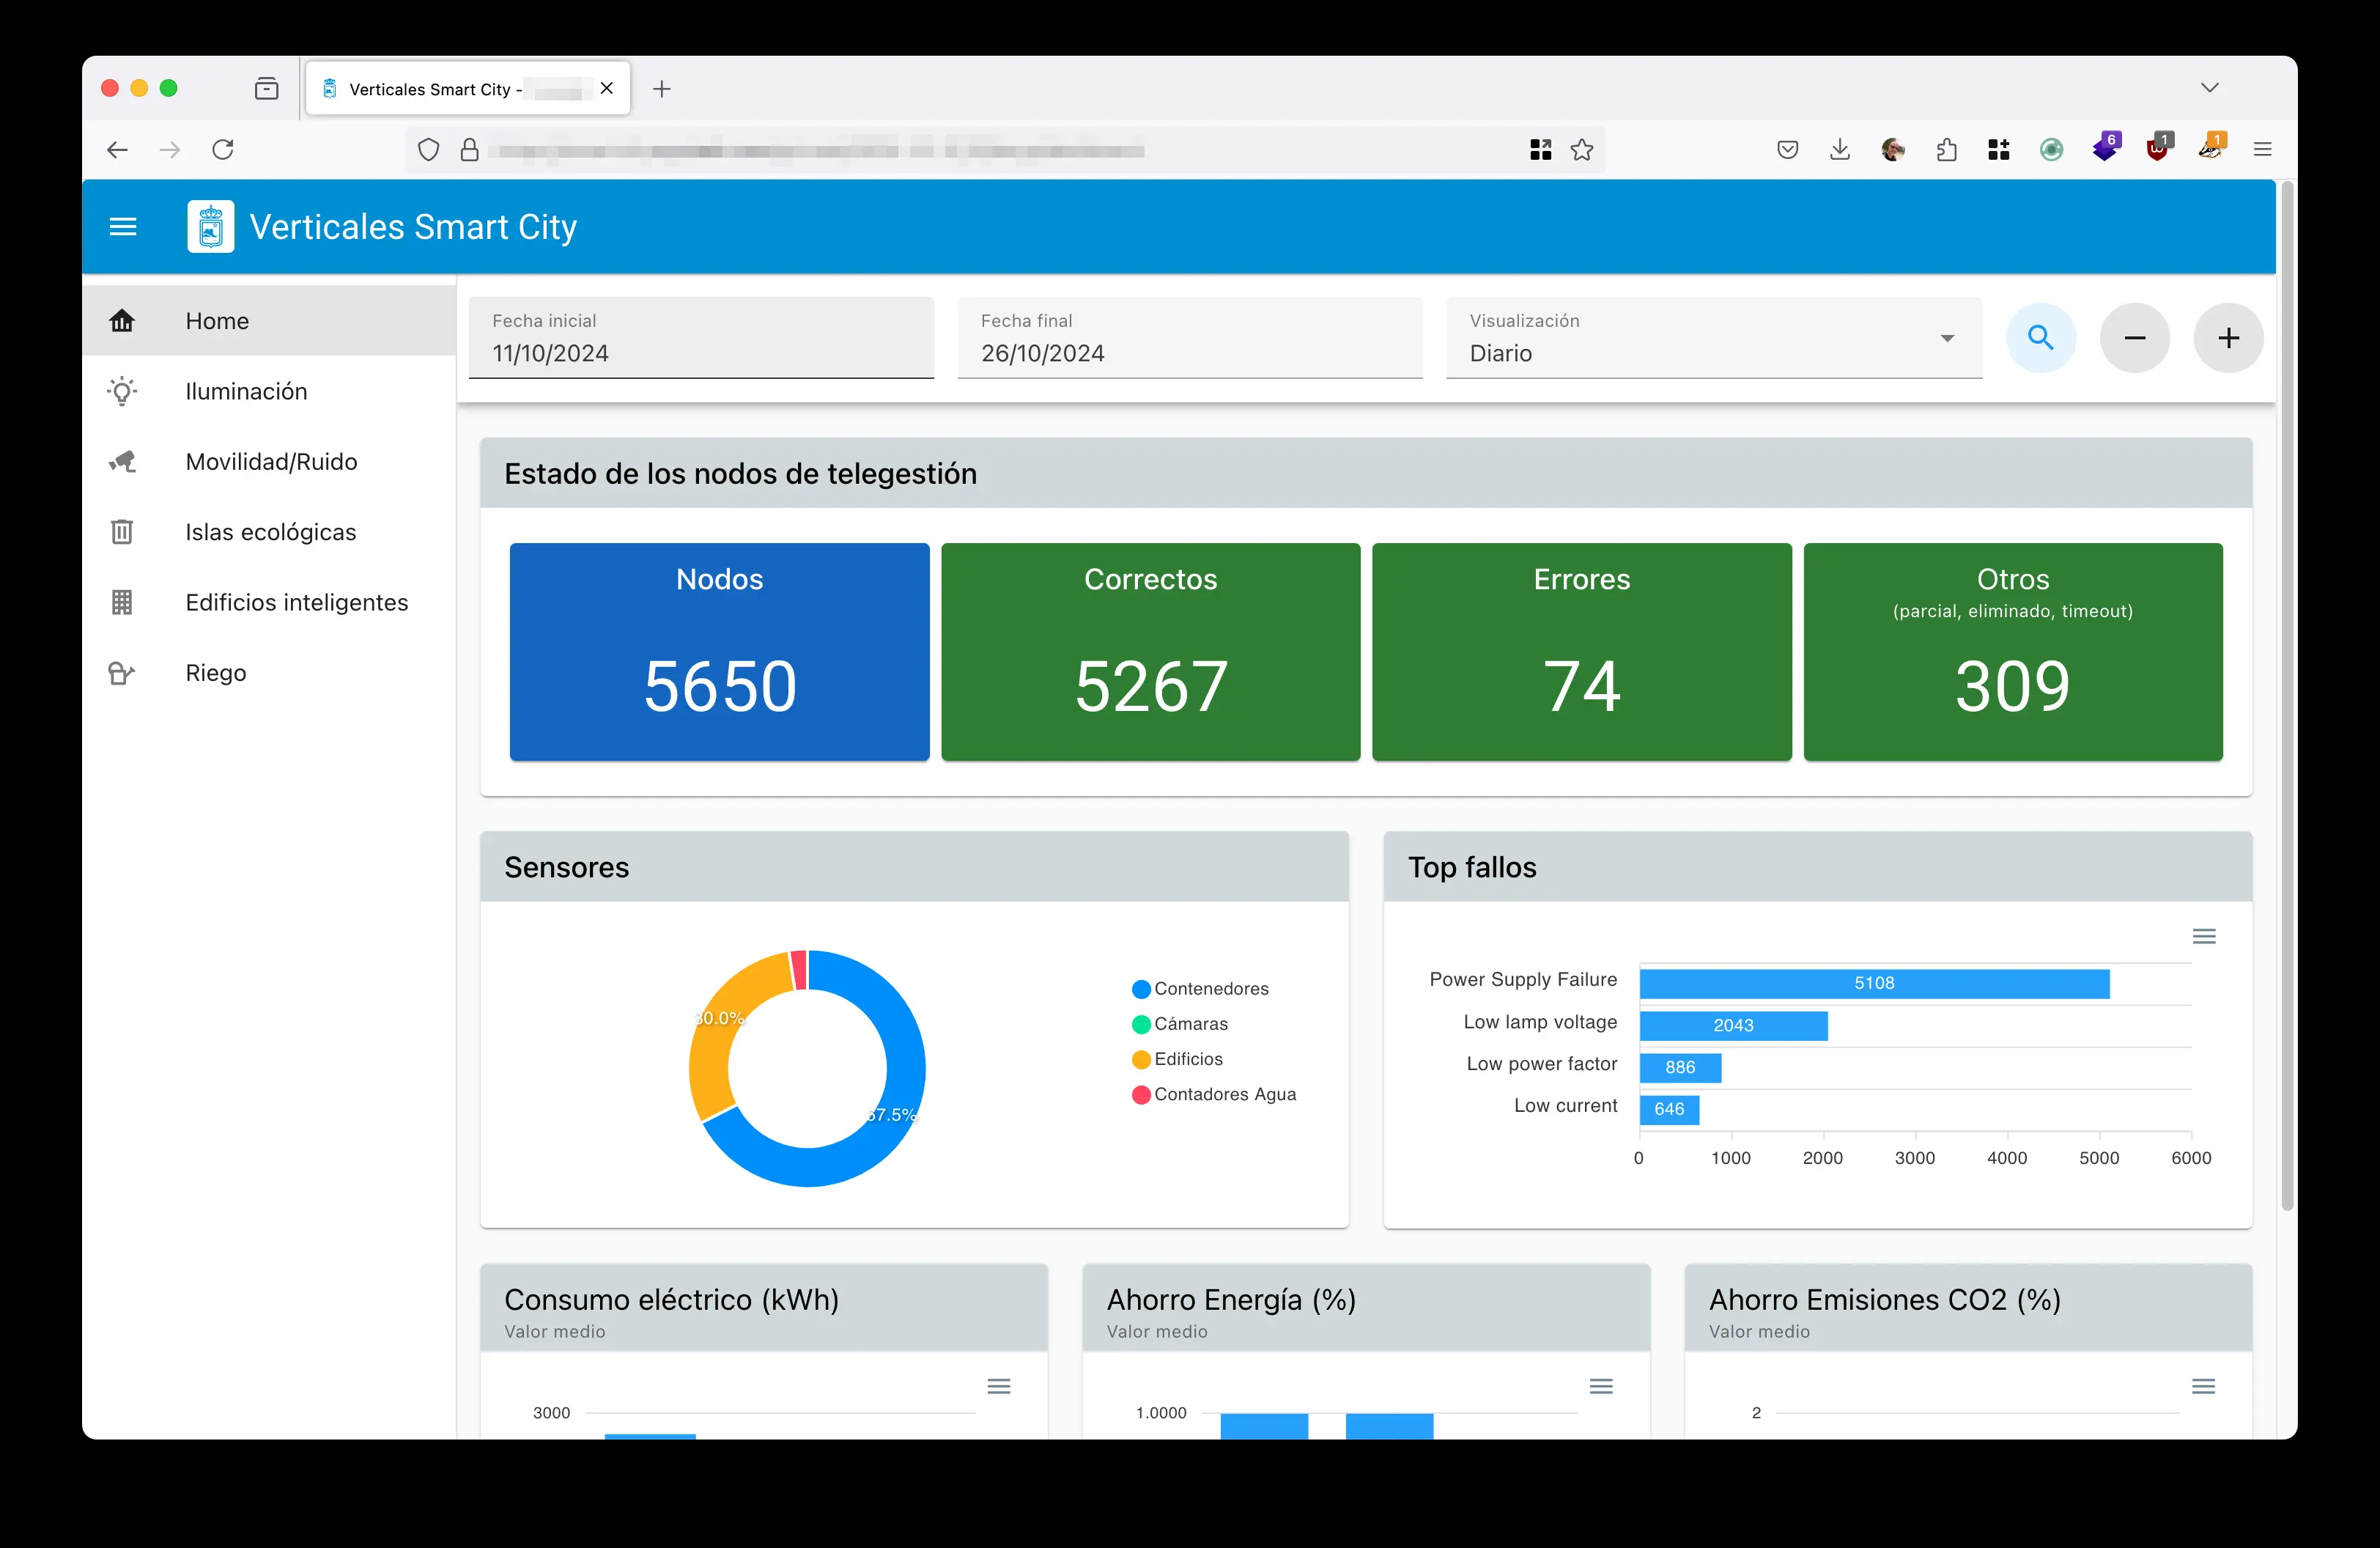 Verticales Smart City -
6
1
1
Verticales Smart City
Home
Iluminación
Movilidad/Ruido
Islas ecológicas
Edificios inteligentes
Riego
Fecha inicial
11/10/2024
Fecha final
26/10/2024
Visualización
Diario
Estado de los nodos de telegestión
Nodos
5650
Correctos
5267
Errores
74
Otros
(parcial, eliminado, timeout)
309
Sensores
30.0%
67.5%
Contenedores
Cámaras
Edificios
Contadores Agua
Top fallos
Power Supply Failure
5108
Low lamp voltage
2043
Low power factor
886
Low current
646
0 1000 2000 3000 4000 5000 6000
Consumo eléctrico (kWh)
Valor medio
3000
Ahorro Energía (%)
Valor medio
1.0000
Ahorro Emisiones CO2 (%)
Valor medio
2